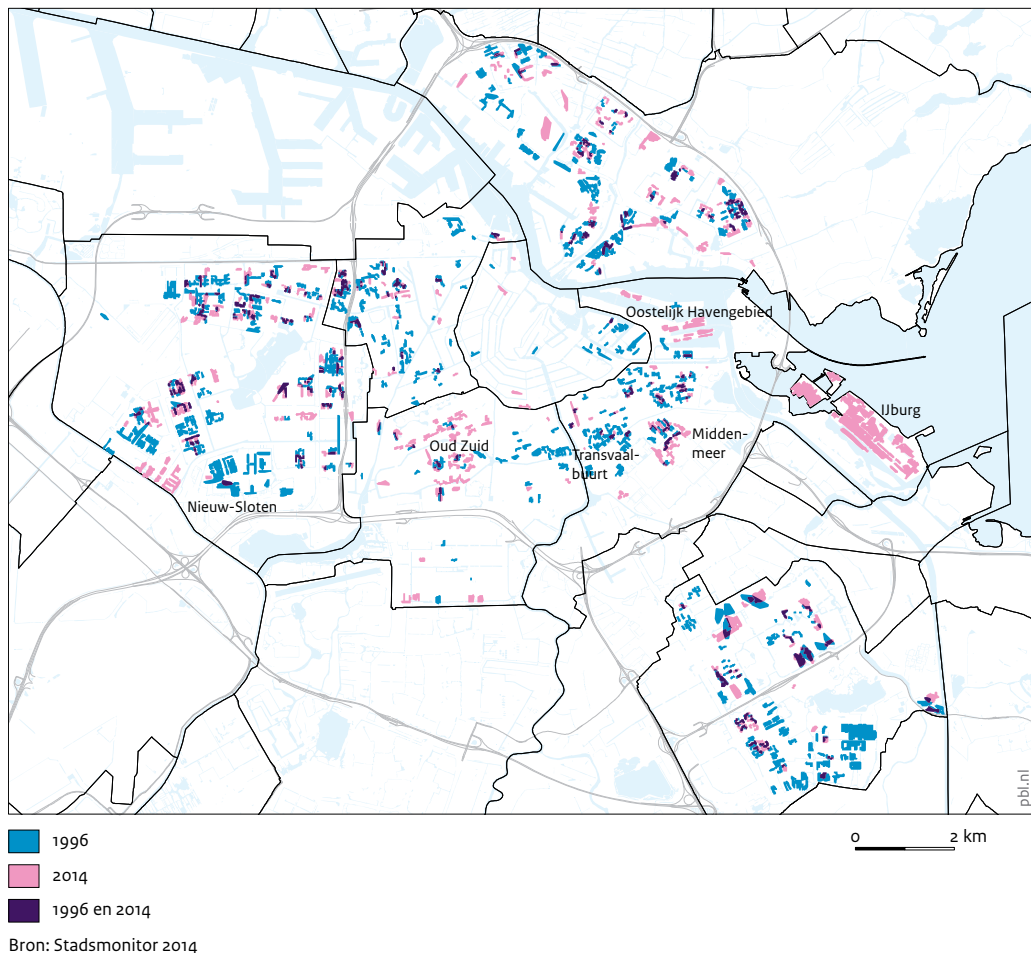 Oostelijk Havengebied
IJburg
Oud Zuid
Midden-
meer
Transvaal-
buurt
Nieuw-Sloten
pbl.nl
1996
2014
1996 en 2014
0 2 km
Bron: Stadsmonitor 2014